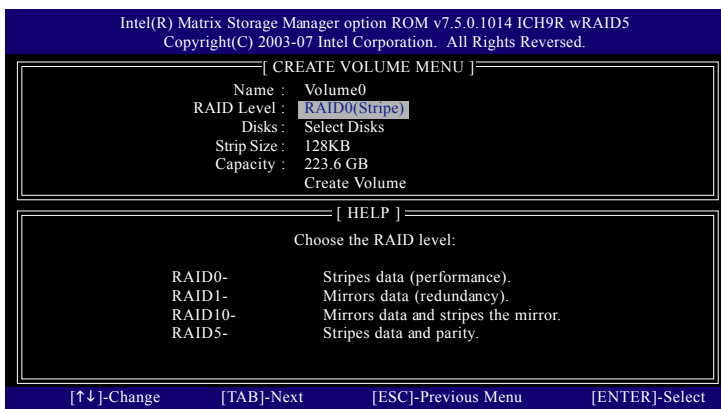 Intel(R) Matrix Storage Manager option ROM v7.5.0.1014 ICH9R wRAID5
Copyright(C) 2003-07 Intel Corporation. All Rights Reversed.
[ CREATE VOLUME MENU ]
Name : Volume0
RAID Level : RAID0(Stripe)
Disks : Select Disks
Strip Size : 128KB
Capacity : 223.6 GB
Create Volume
[ HELP ]
Choose the RAID level:
RAID0- Stripes data (performance).
RAID1- Mirrors data (redundancy).
RAID10- Mirrors data and stripes the mirror.
RAID5- Stripes data and parity.
[↑↓]-Change [TAB]-Next [ESC]-Previous Menu [ENTER]-Select